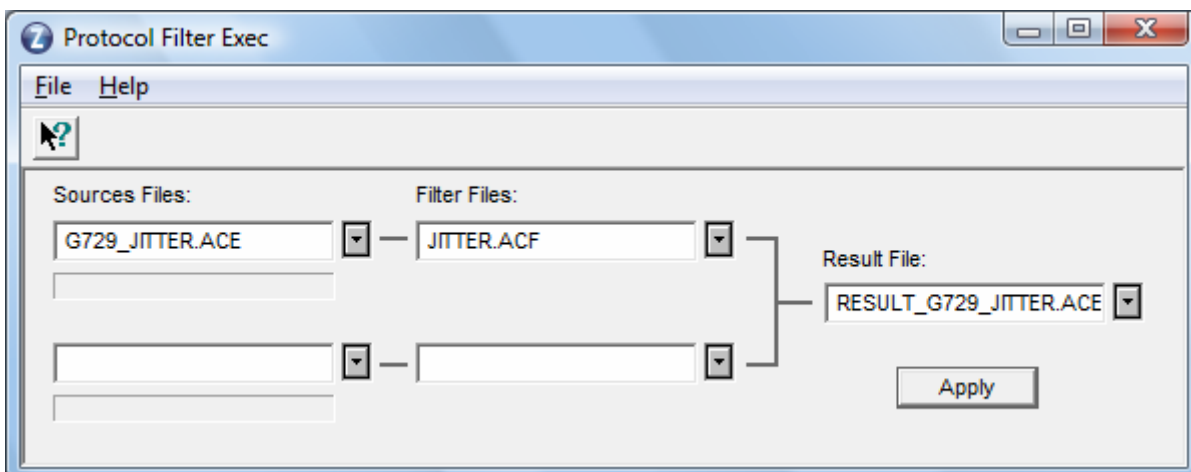 Protocol Filter Exec
File Help
Sources Files:
Filter Files:
G729_JITTER.ACE
JITTER.ACF
Result File:
RESULT_G729_JITTER.ACE
Apply